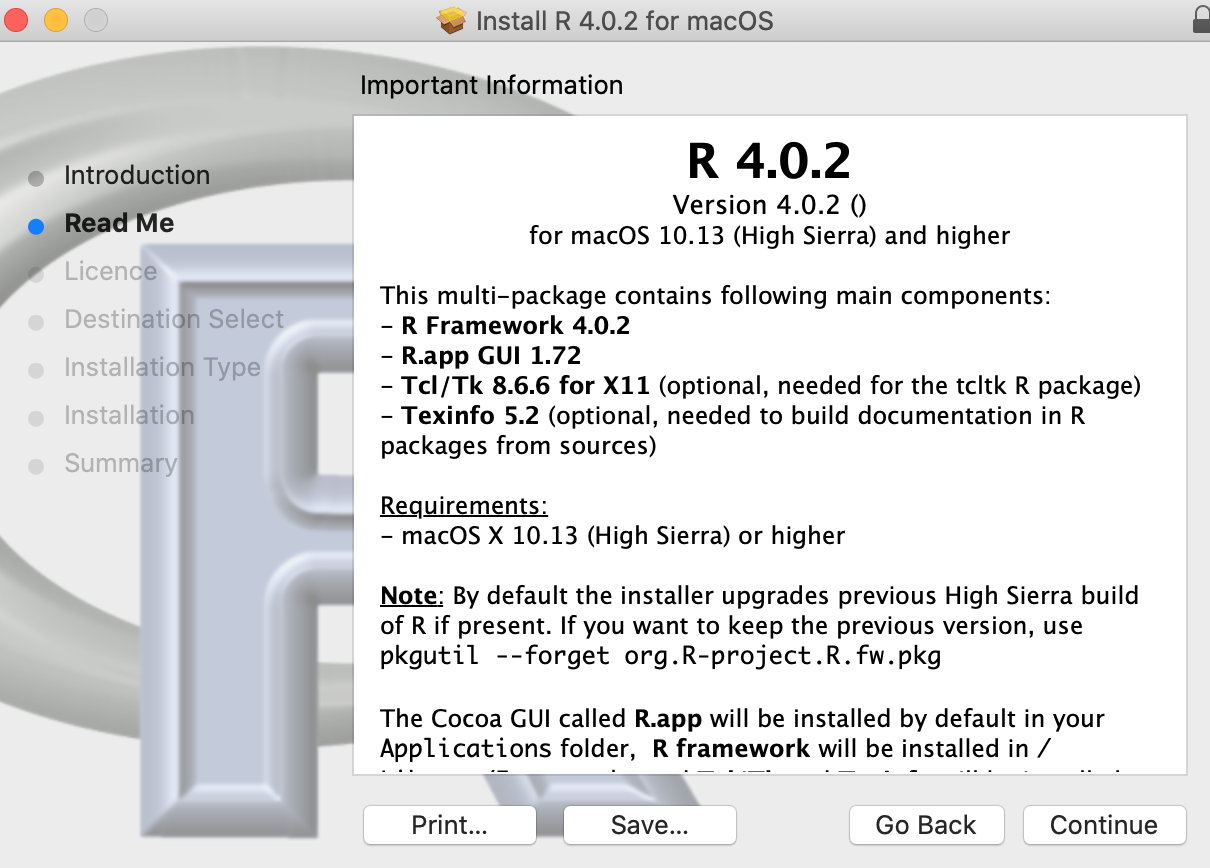 Install R 4.0.2 for macOS
Important Information
Introduction
Read Me
Licence
Destination Select
Installation Type
Installation
Summary
R 4.0.2
Version 4.0.2 ()
for macOS 10.13 (High Sierra) and higher
This multi-package contains following main components:
- R Framework 4.0.2
- R.app GUI 1.72
- Tcl/Tk 8.6.6 for X11 (optional, needed for the tcltk R package)
- Texinfo 5.2 (optional, needed to build documentation in R
packages from sources)
Requirements:
- macOS X 10.13 (High Sierra) or higher
Note: By default the installer upgrades previous High Sierra build
of R if present. If you want to keep the previous version, use
pkgutil --forget org.R-project.R.fw.pkg
The Cocoa GUI called R.app will be installed by default in your
Applications folder, R framework will be installed in /
Print...
Save...
Go Back
Continue